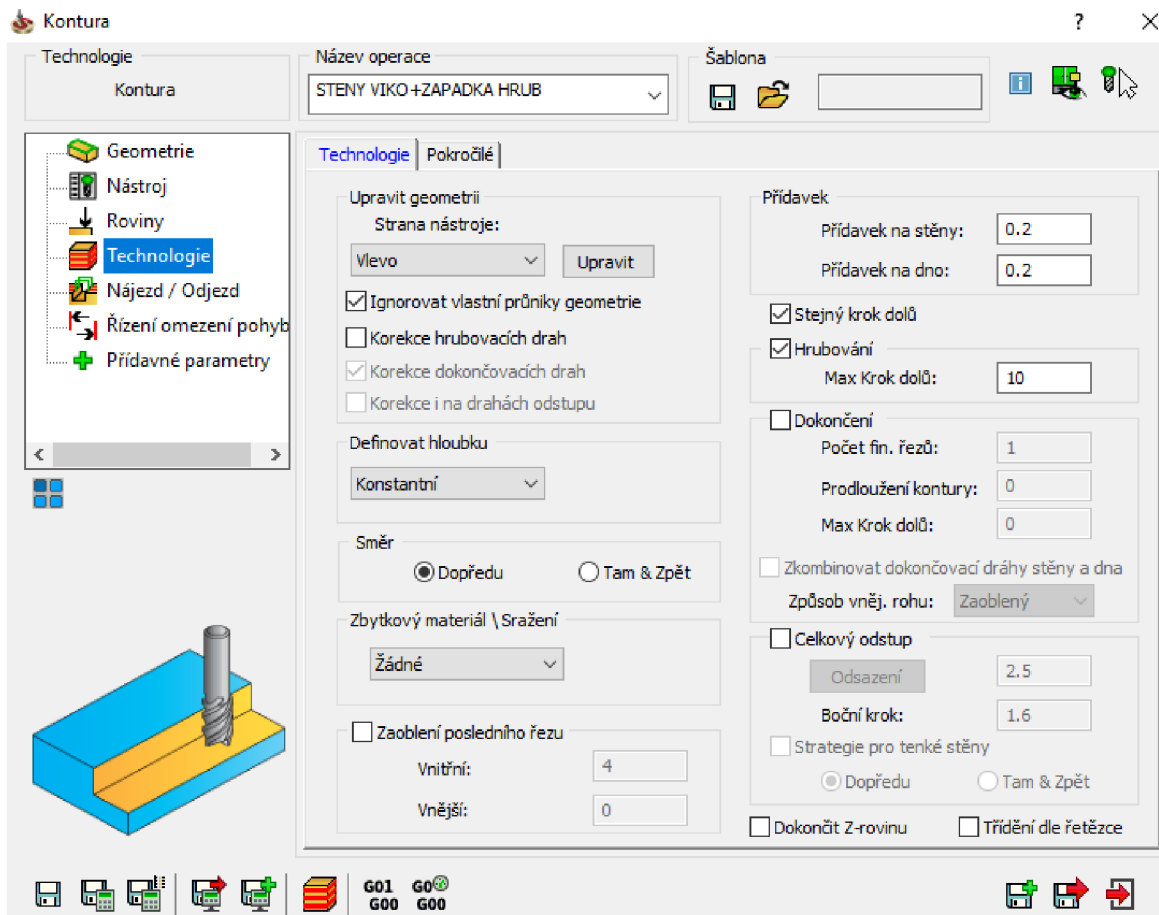 Kontura
?
Technologie
Kontura
Název operace
STENY VIKO+ZAPADKA HRUB
Šablona
Geometrie
Nástroj
Roviny
Technologie
Nájezd / Odjezd
Řízení omezení pohyb
Přídavné parametry
Technologie
Pokročilé
Upravit geometrii
Strana nástroje:
Vlevo
Upravit
Ignorovat vlastní průniky geometrie
Korekce hrubovacích drah
Korekce dokončovacích drah
Korekce i na drahách odstupu
Definovat hloubku
Konstantní
Směr
Dopředu
Tam & Zpět
Zbytkový materiál \ Sražení
Žádné
Zaoblení posledního řezu
Vnitřní: 4
Vnější: 0
Přídavek
Přídavek na stěny: 0.2
Přídavek na dno: 0.2
Stejný krok dolů
Hrubování
Max Krok dolů: 10
Dokončení
Počet fin. řezů: 1
Prodloužení kontury: 0
Max Krok dolů: 0
Zkombinovat dokončovací dráhy stěny a dna
Způsob vněj. rohu: Zaoblený
Celkový odstup
Odsazení 2.5
Boční krok: 1.6
Strategie pro tenké stěny
Dopředu
Tam & Zpět
Dokončit Z-rovinu
Třídění dle řetězce
G01 G00
G00 G00